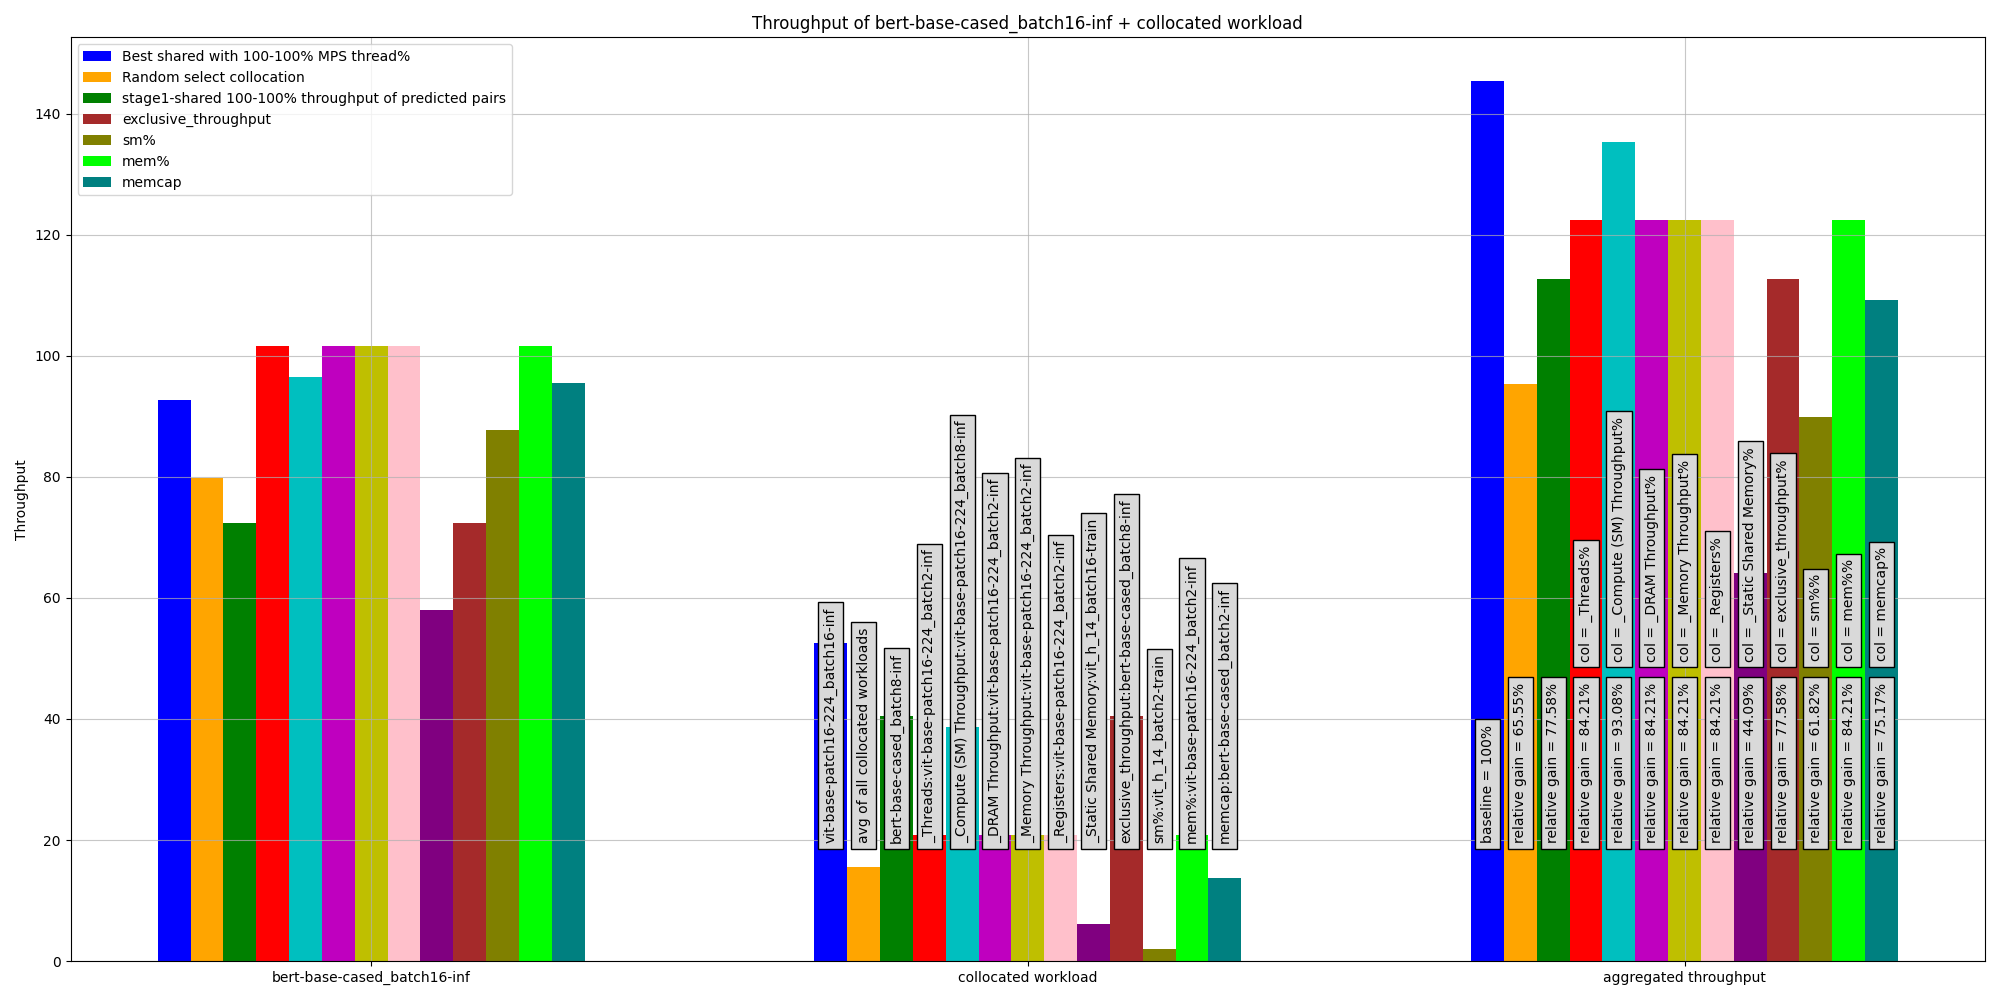 Throughput of bert-base-cased_batch16-inf + collocated workload
Best shared with 100-100% MPS thread%
Random select collocation
stage1-shared 100-100% throughput of predicted pairs
exclusive_throughput
sm%
mem%
memcap
Throughput
140
120
100
80
60
40
20
0
vit-base-patch16-224_batch16-inf
avg of all collocated workloads
bert-base-cased_batch8-inf
_Threads:vit-base-patch16-224_batch2-inf
_Compute (SM) Throughput:vit-base-patch16-224_batch8-inf
_DRAM Throughput:vit-base-patch16-224_batch2-inf
_Memory Throughput:vit-base-patch16-224_batch2-inf
_Registers:vit-base-patch16-224_batch2-inf
_Static Shared Memory:vit_h_14_batch16-train
exclusive_throughput:bert-base-cased_batch8-inf
sm%:vit_h_14_batch2-train
mem%:vit-base-patch16-224_batch2-inf
memcap:bert-base-cased_batch2-inf
col = _Threads%
col = _Compute (SM) Throughput%
col = _DRAM Throughput%
col = _Memory Throughput%
col = _Registers%
col = _Static Shared Memory%
col = exclusive_throughput%
col = sm%%
col = mem%%
col = memcap%
baseline = 100%
relative gain = 65.55%
relative gain = 77.58%
relative gain = 84.21%
relative gain = 93.08%
relative gain = 84.21%
relative gain = 84.21%
relative gain = 84.21%
relative gain = 44.09%
relative gain = 77.58%
relative gain = 61.82%
relative gain = 84.21%
relative gain = 75.17%
bert-base-cased_batch16-inf
collocated workload
aggregated throughput